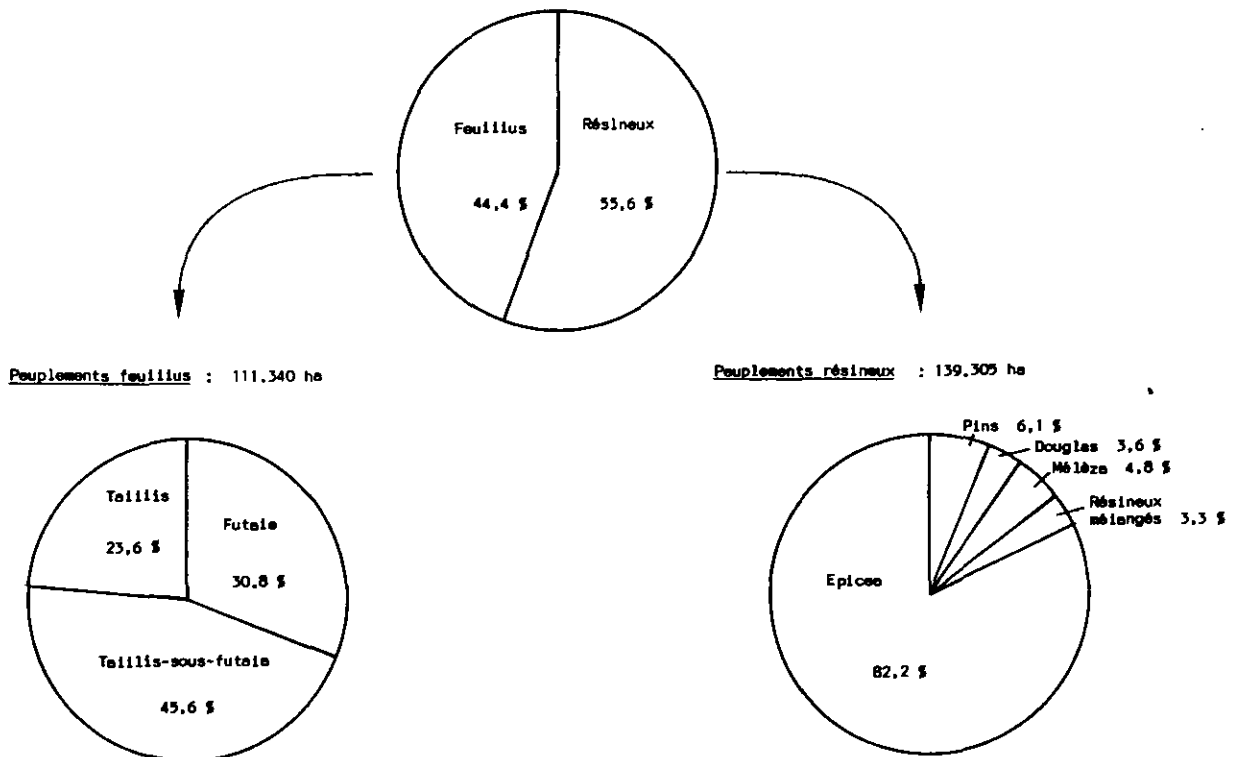 Feuillus Résineux
44,4 % 55,6 %
Peuplements feuillus : 111.340 ha
Peuplements résineux : 139.305 ha
Taillis
23,6 %
Futaie
30,8 %
Taillis-sous-futaie
45,6 %
Pins 6,1 %
Douglas 3,6 %
Mélèze 4,8 %
Résineux
mélangés 3,3 %
Epicea
82,2 %